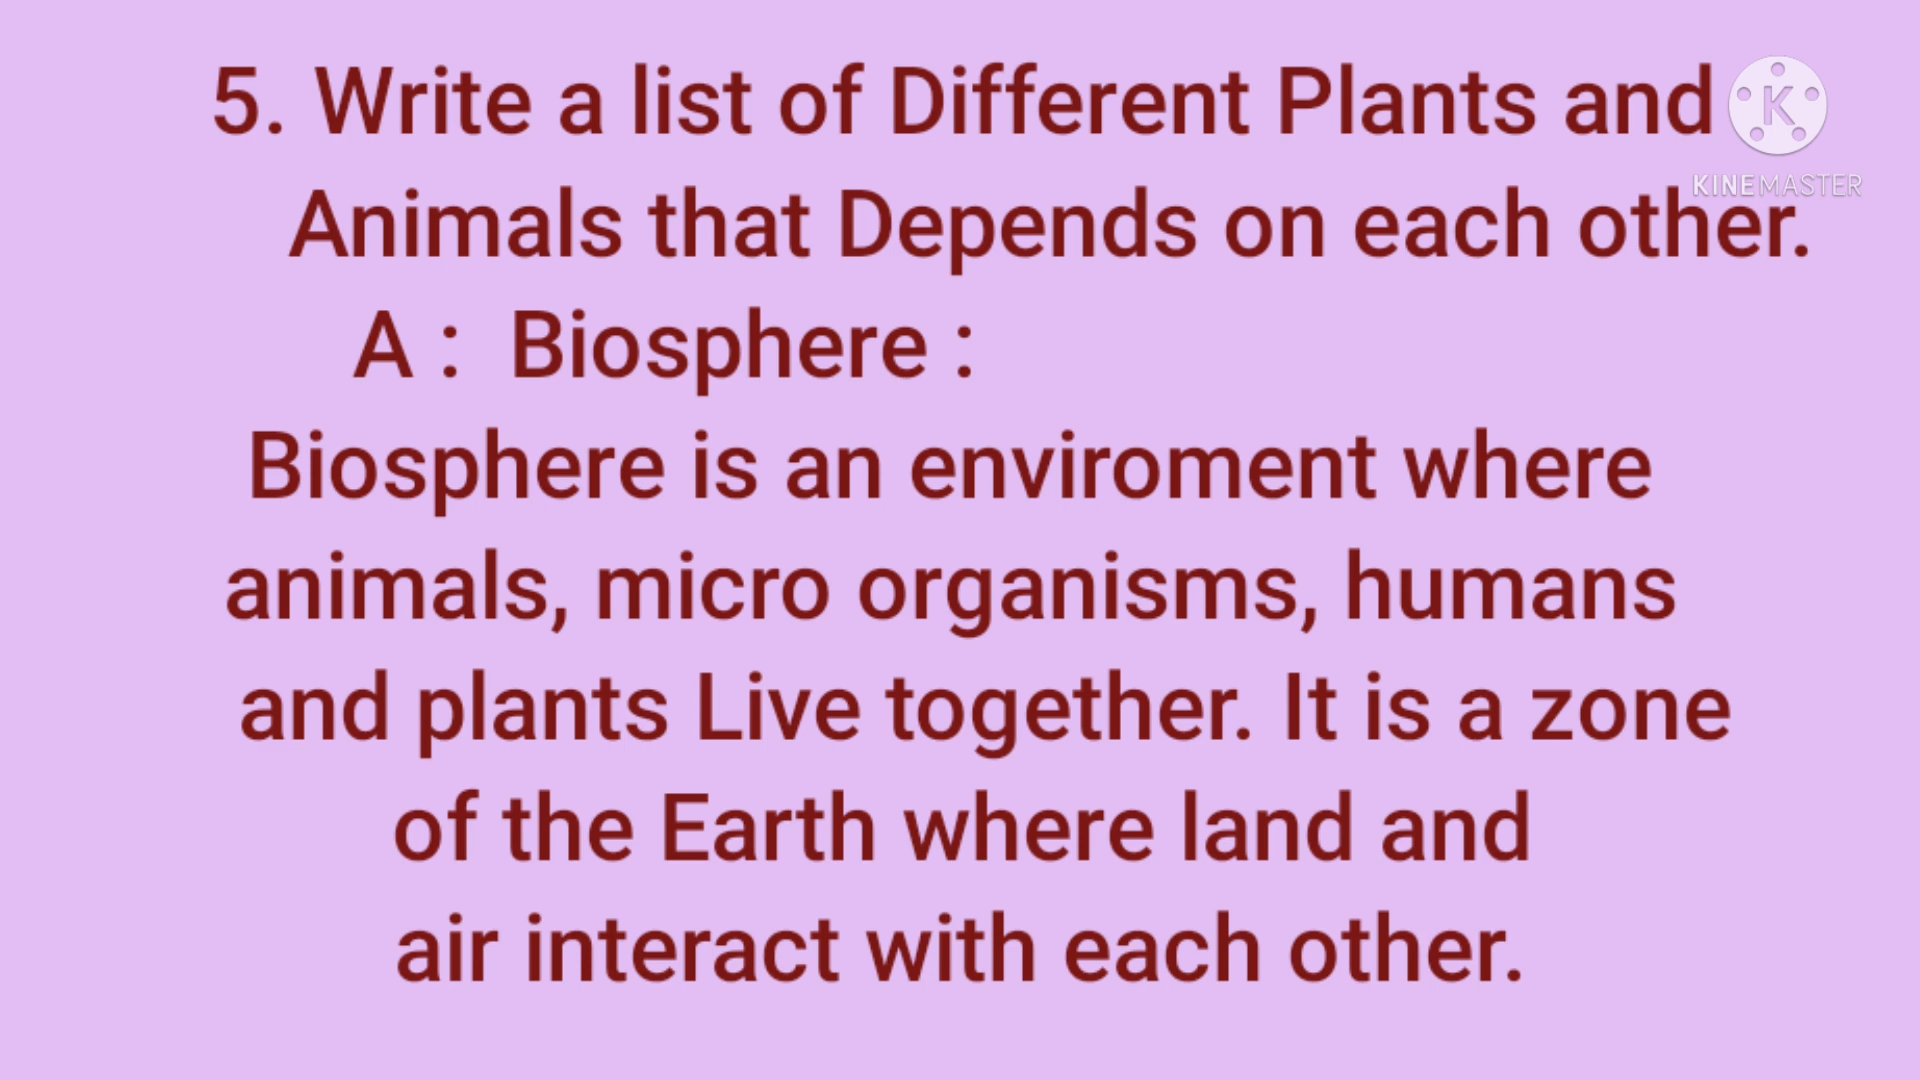 5. Write a list of Different Plants and
Animals that Depends on each other.
A :  Biosphere :
Biosphere is an enviroment where
animals, micro organisms, humans
and plants Live together. It is a zone
of the Earth where land and
air interact with each other.
K
KINEMASTER